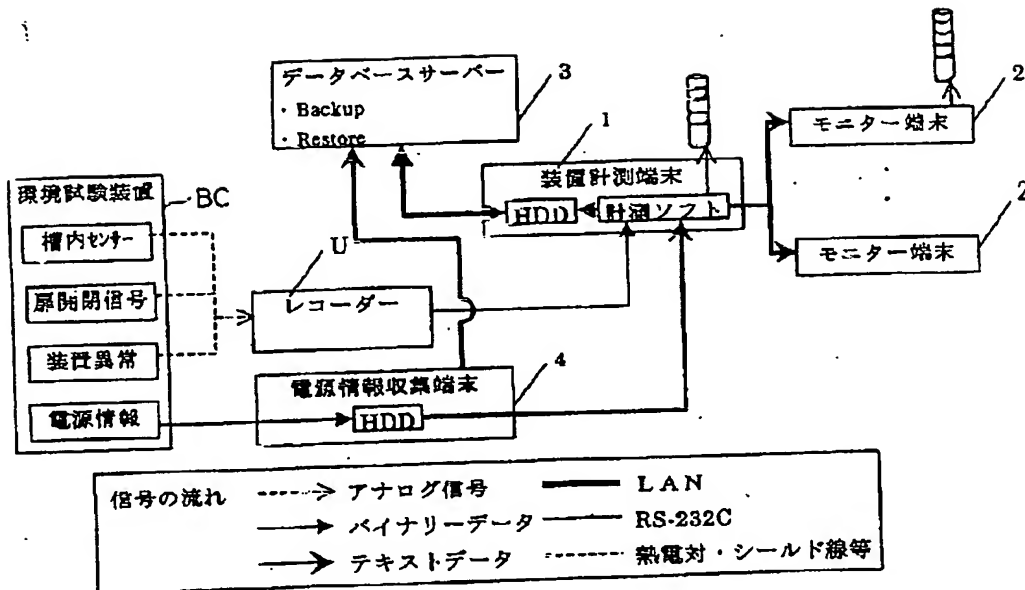 データベースサーバー
・Backup
・Restore
3
1
装置計測端末
HDD
計測ソフト
2
モニター端末
2
モニター端末
環境試験装置
BC
槽内センサー
扉開閉信号
装置異常
電源情報
U
レコーダー
電源情報収集端末
HDD
4
信号の流れ
アナログ信号
バイナリーデータ
テキストデータ
LAN
RS-232C
熱電対・シールド線等